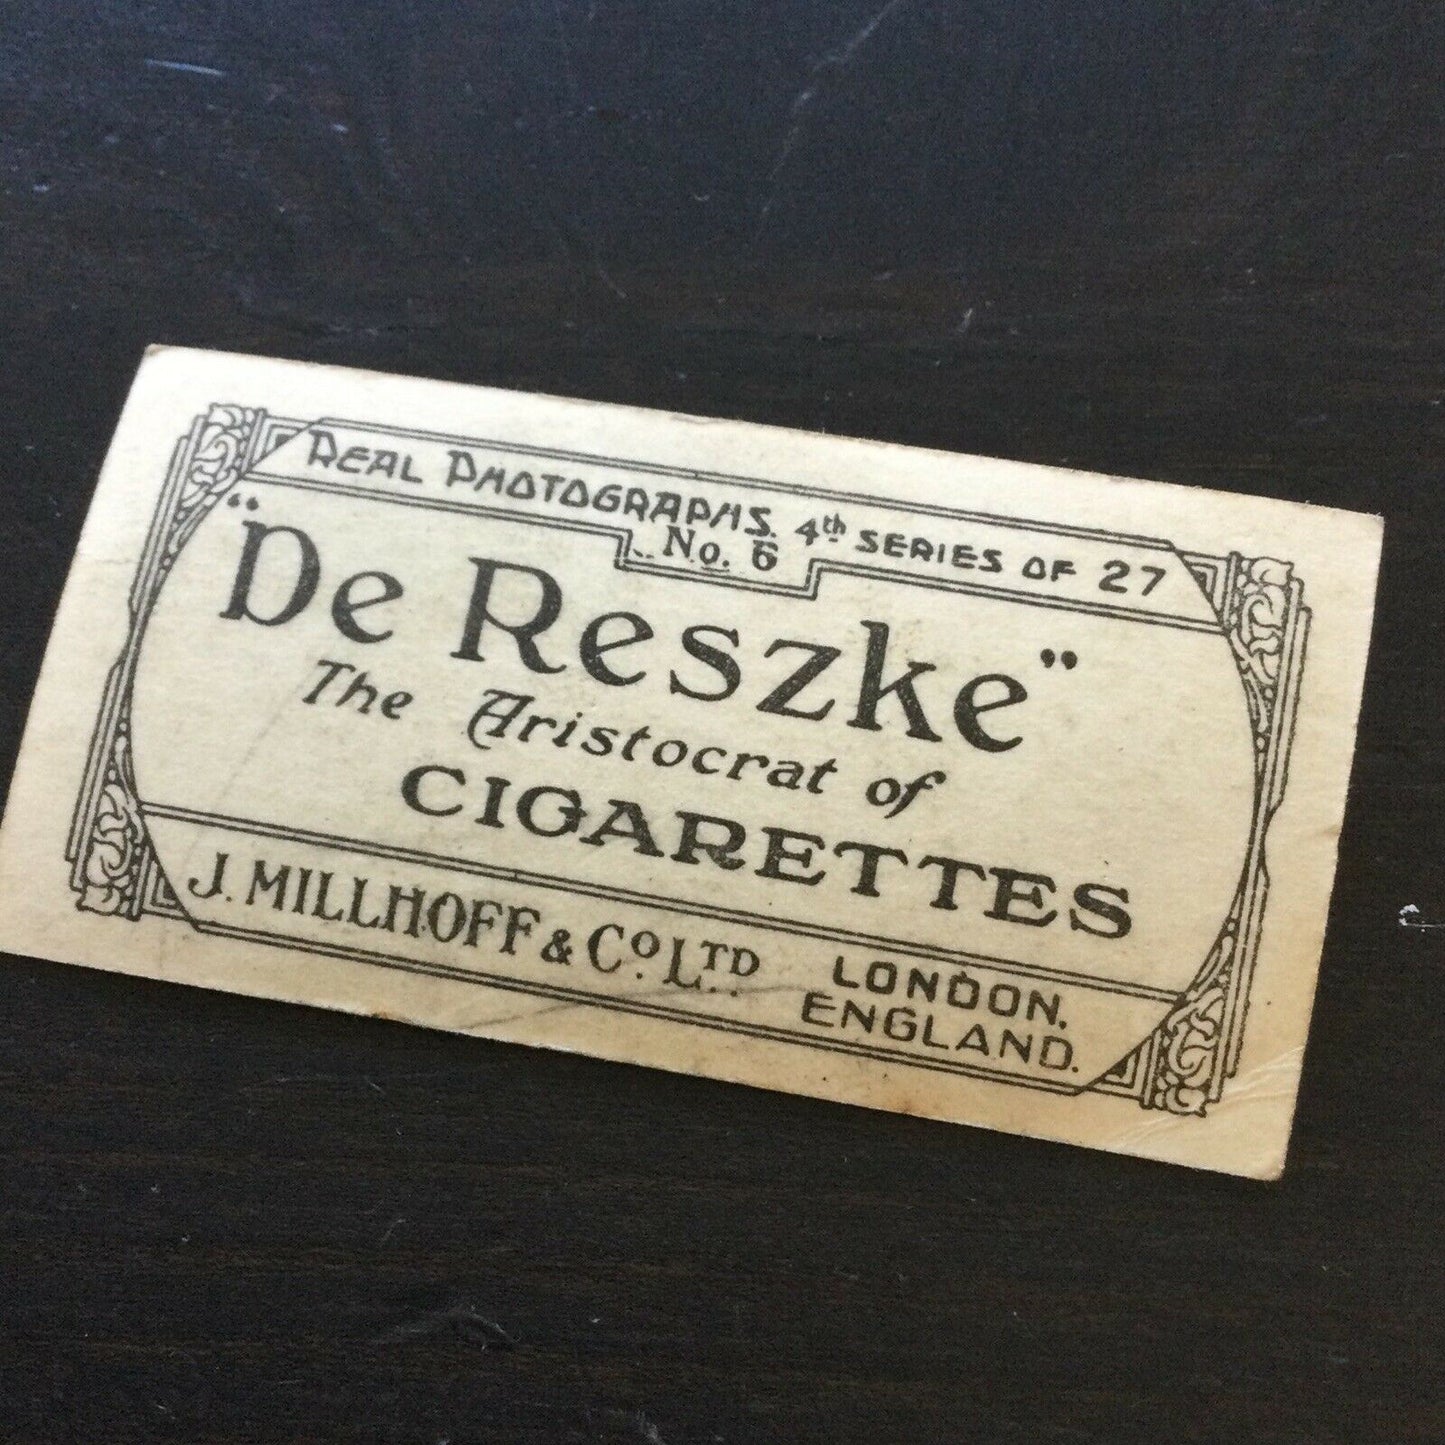 REAL PHOTOGRAPHS. 4th SERIES OF 27
No. 6
"De Reszke"
The Aristocrat of
CIGARETTES
J. MILLHOFF & Co. LTD. LONDON,
ENGLAND.